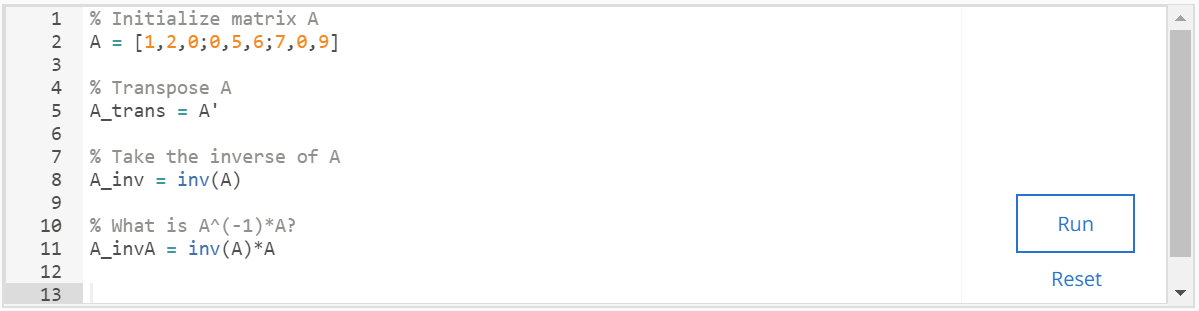 1 % Initialize matrix A
2 A = [1,2,0;0,5,6;7,0,9]
3
4 % Transpose A
5 A_trans = A'
6
7 % Take the inverse of A
8 A_inv = inv(A)
9
10 % What is A^(-1)*A?
11 A_invA = inv(A)*A
12
13
Run
Reset